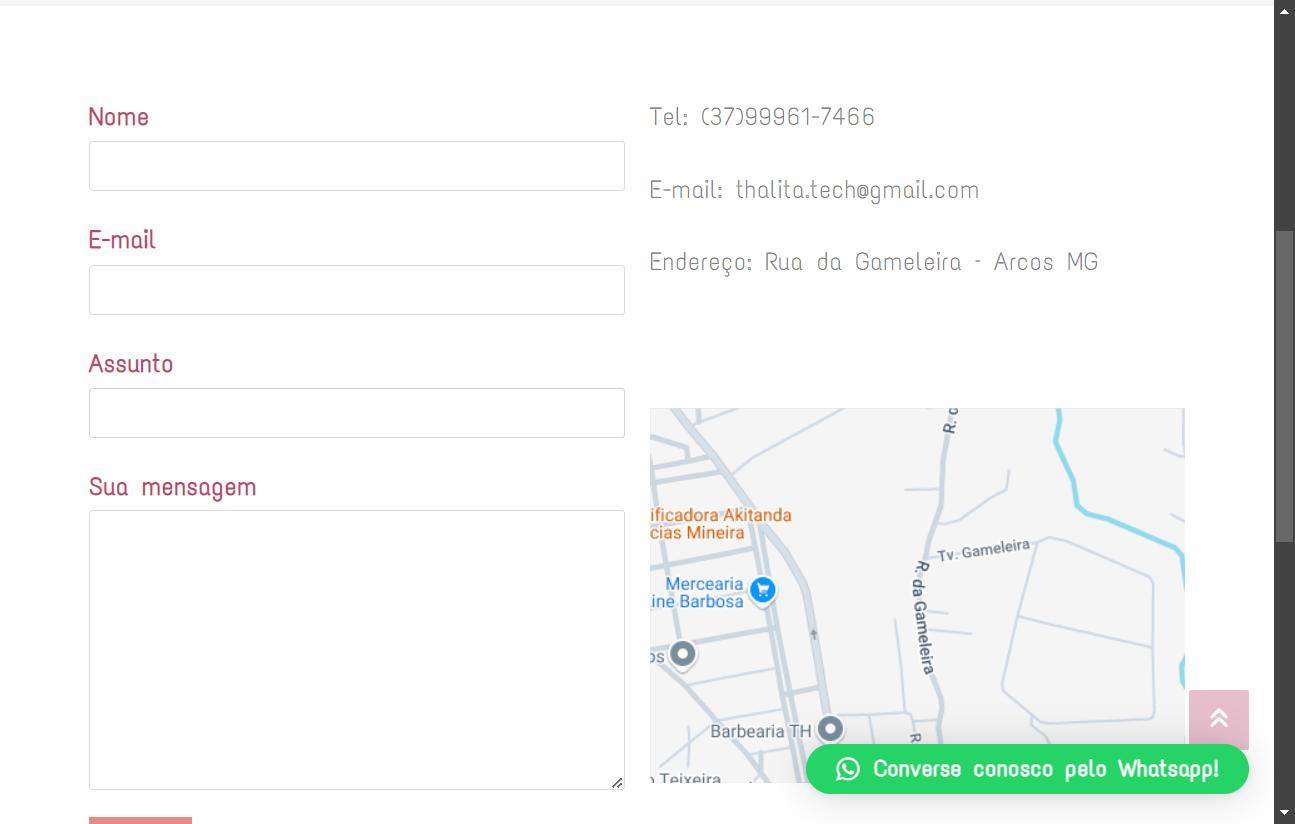 Nome
E-mail
Assunto
Sua mensagem
Tel: (37)99961-7466
E-mail: thalita.tech@gmail.com
Endereço: Rua da Gameleira - Arcos MG
R. o
ificadora Akitanda
cias Mineira
Tv. Gameleira
R. da Gameleira
Mercearia
ine Barbosa
os
Barbearia TH
R
o Teixeira
Converse conosco pelo Whatsapp!